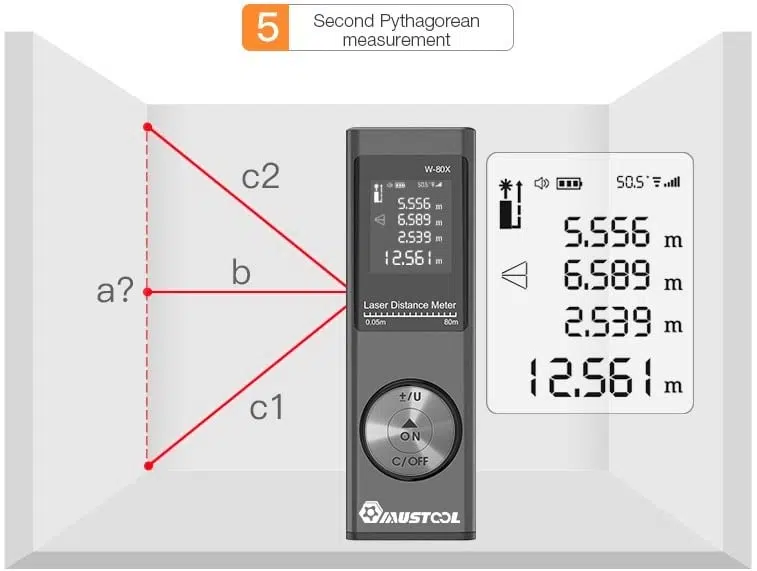 5
Second Pythagorean
measurement
c2
b
a?
c1
W-80X
50.5°
5.556 m
6.589 m
2.539 m
12.561 m
Laser Distance Meter
0.05m 80m
±/U
ON
C/OFF
MUSTOOL
50.5°
5.556 m
6.589 m
2.539 m
12.561 m